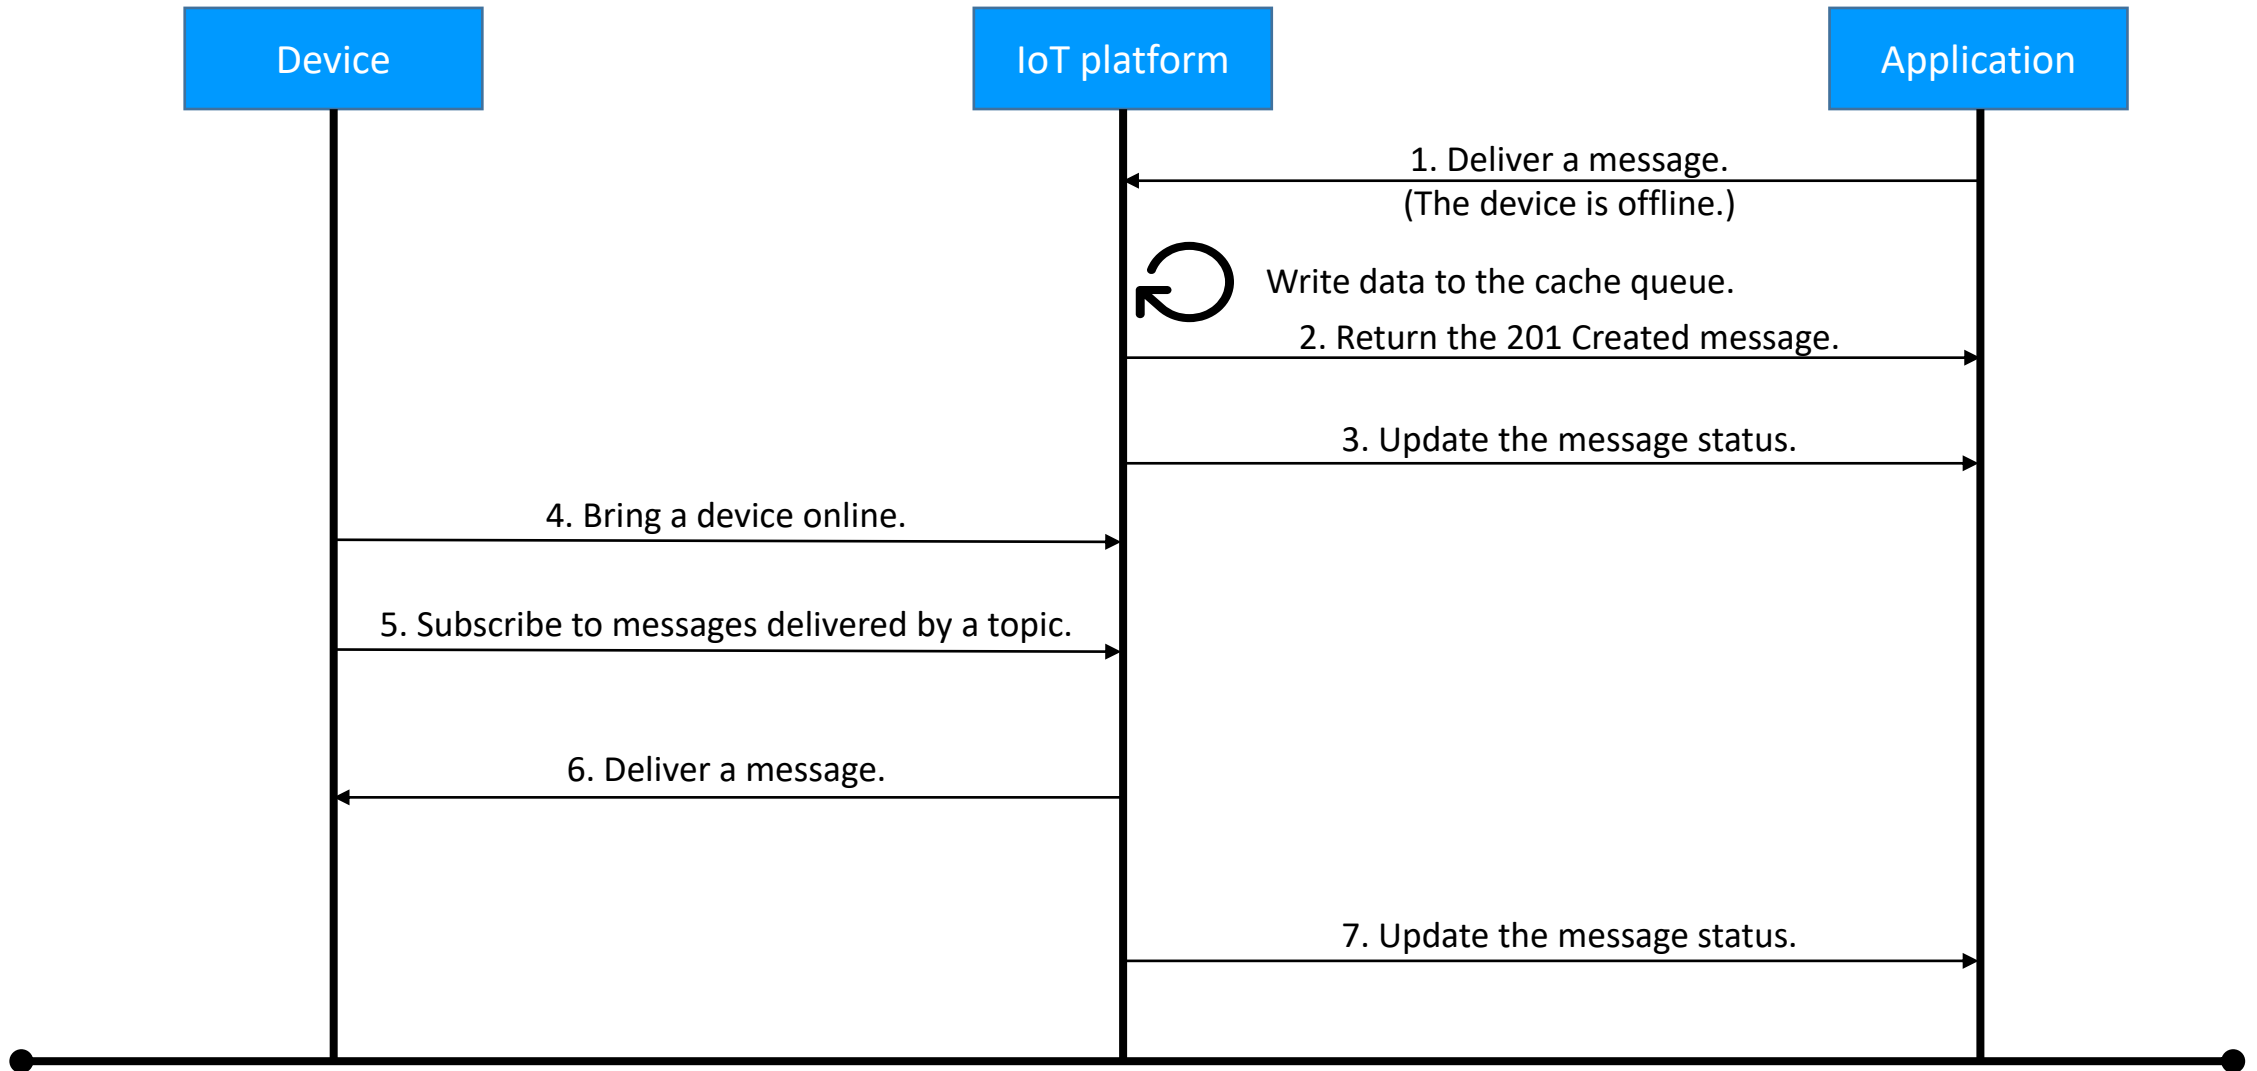 Device
IoT platform
Application
1. Deliver a message.
(The device is offline.)
Write data to the cache queue.
2. Return the 201 Created message.
3. Update the message status.
4. Bring a device online.
5. Subscribe to messages delivered by a topic.
6. Deliver a message.
7. Update the message status.